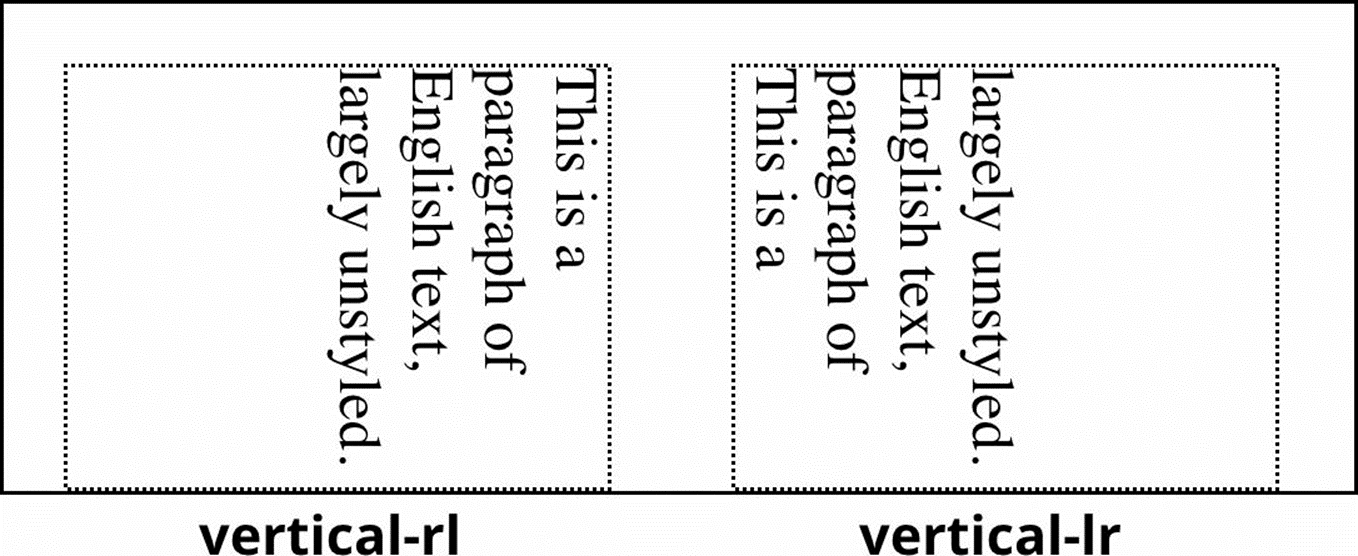 This is a
paragraph of
English text,
largely unstyled.
This is a
paragraph of
English text,
largely unstyled.
vertical-rl
vertical-lr